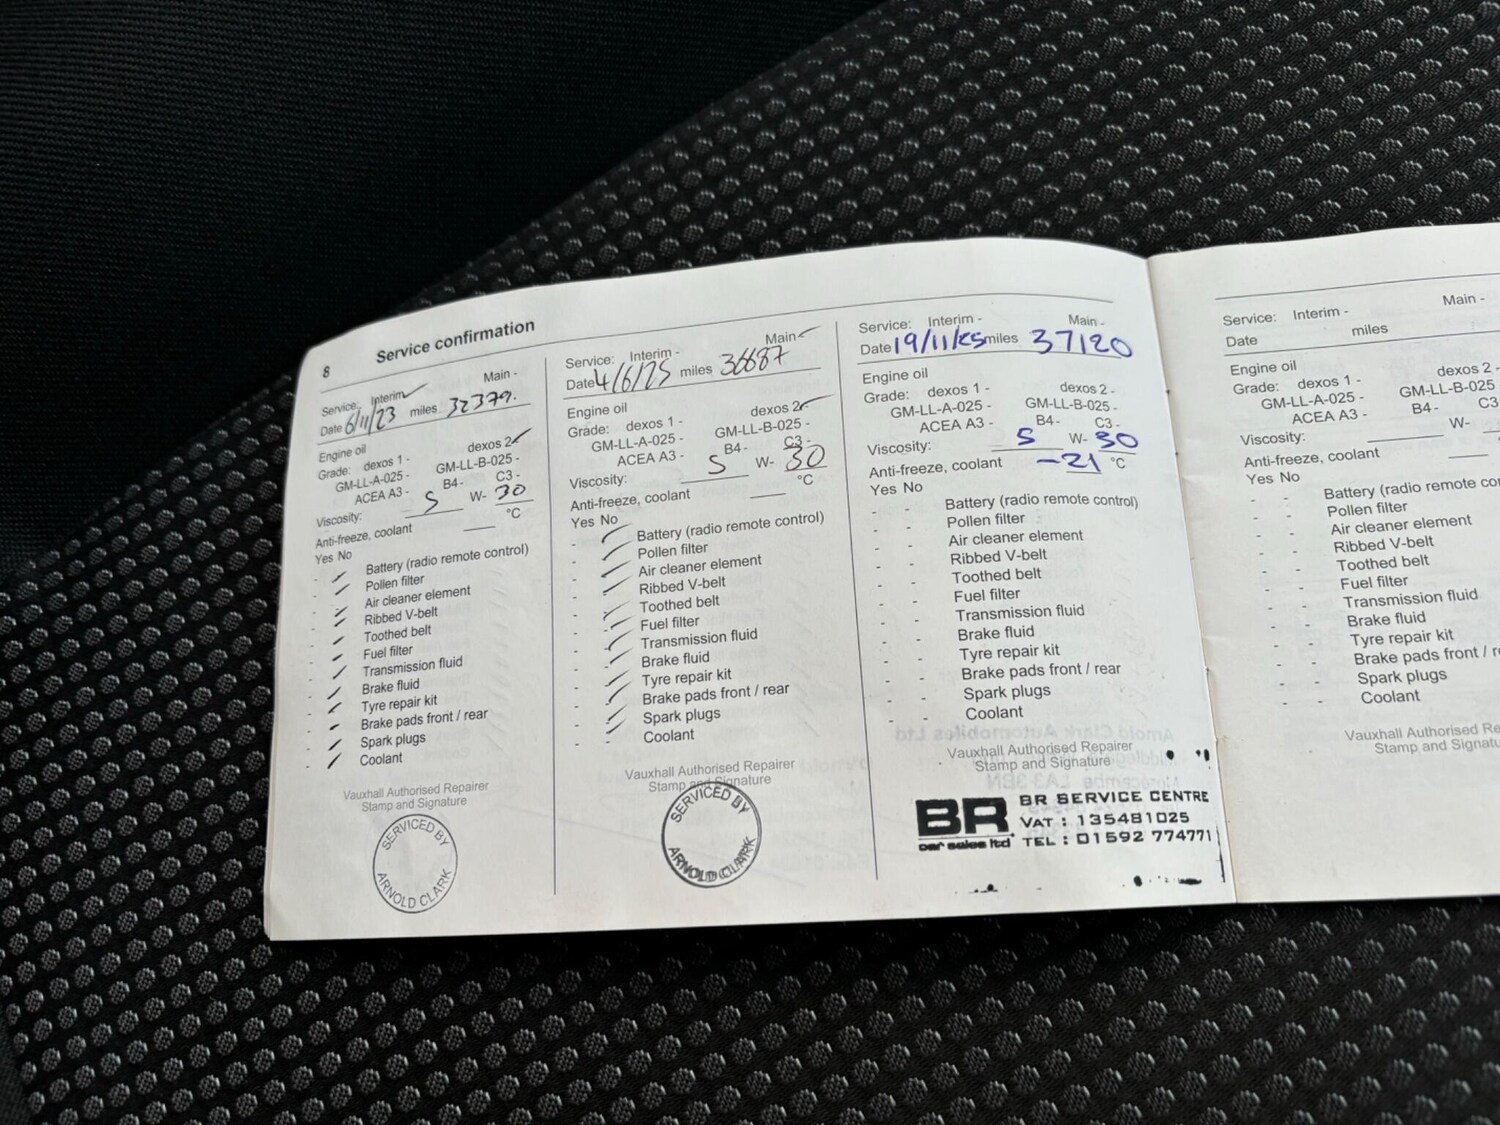 8 Service confirmation
Service: Interim ✓ Main -
Date 6/11/23 miles 32379.
Engine oil
Grade: dexos 1 - dexos 2 ✓
GM-LL-A-025 - GM-LL-B-025 -
ACEA A3 - B4 - C3 -
Viscosity: 5 W- 30
Anti-freeze, coolant °C
Yes No
Battery (radio remote control)
Pollen filter
Air cleaner element
Ribbed V-belt
Toothed belt
Fuel filter
Transmission fluid
Brake fluid
Tyre repair kit
Brake pads front / rear
Spark plugs
Coolant
Vauxhall Authorised Repairer
Stamp and Signature
SERVICED BY
ARNOLD CLARK
Service: Interim - Main ✓
Date 4/6/25 miles 36687
Engine oil
Grade: dexos 1 - dexos 2 ✓
GM-LL-A-025 - GM-LL-B-025 -
ACEA A3 - B4 - C3 -
Viscosity: 5 W- 30
Anti-freeze, coolant °C
Yes No
Battery (radio remote control)
Pollen filter
Air cleaner element
Ribbed V-belt
Toothed belt
Fuel filter
Transmission fluid
Brake fluid
Tyre repair kit
Brake pads front / rear
Spark plugs
Coolant
Vauxhall Authorised Repairer
Stamp and Signature
SERVICED BY
ARNOLD CLARK
Service: Interim - Main -
Date 19/11/25 miles 37120
Engine oil
Grade: dexos 1 - dexos 2 -
GM-LL-A-025 - GM-LL-B-025 -
ACEA A3 - B4 - C3 -
Viscosity: 5 W- 30
Anti-freeze, coolant -21 °C
Yes No
Battery (radio remote control)
Pollen filter
Air cleaner element
Ribbed V-belt
Toothed belt
Fuel filter
Transmission fluid
Brake fluid
Tyre repair kit
Brake pads front / rear
Spark plugs
Coolant
Vauxhall Authorised Repairer
Stamp and Signature
BR car sales ltd
BR SERVICE CENTRE
VAT : 135481025
TEL : 01592 774771
Service: Interim - Main -
Date miles
Engine oil
Grade: dexos 1 - dexos 2 -
GM-LL-A-025 - GM-LL-B-025
ACEA A3 - B4 - C3
Viscosity: W-
Anti-freeze, coolant
Yes No
Battery (radio remote
Pollen filter
Air cleaner element
Ribbed V-belt
Toothed belt
Fuel filter
Transmission fluid
Brake fluid
Tyre repair kit
Brake pads front /
Spark plugs
Coolant
Vauxhall Authorised
Stamp and